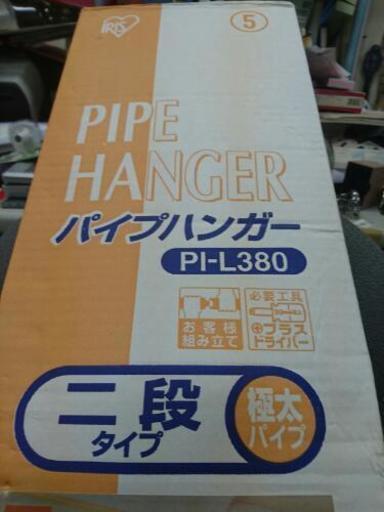 IRIS
5
PIPE
HANGER
パイプハンガー
PI-L380
お客様
組み立て
必要工具
プラス
ドライバー
二段
タイプ
極太
パイプ